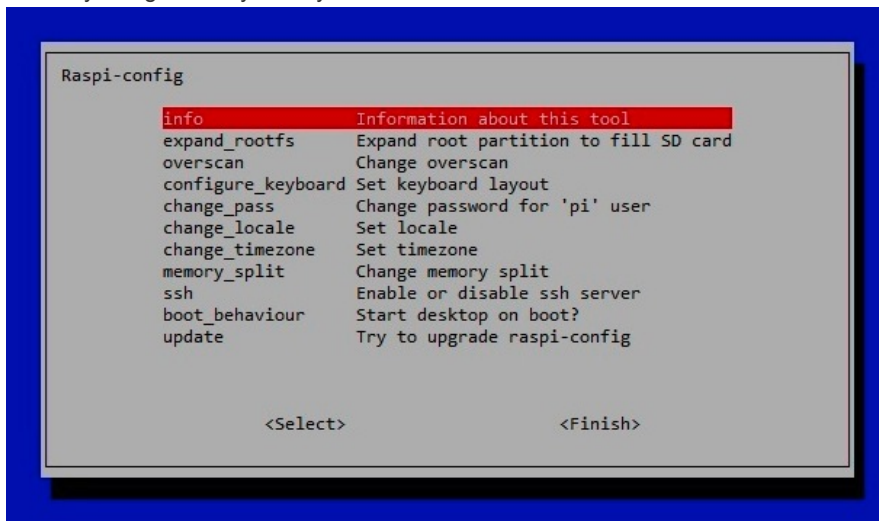 Raspi-config
info Information about this tool
expand_rootfs Expand root partition to fill SD card
overscan Change overscan
configure_keyboard Set keyboard layout
change_pass Change password for 'pi' user
change_locale Set locale
change_timezone Set timezone
memory_split Change memory split
ssh Enable or disable ssh server
boot_behaviour Start desktop on boot?
update Try to upgrade raspi-config
<Select> <Finish>